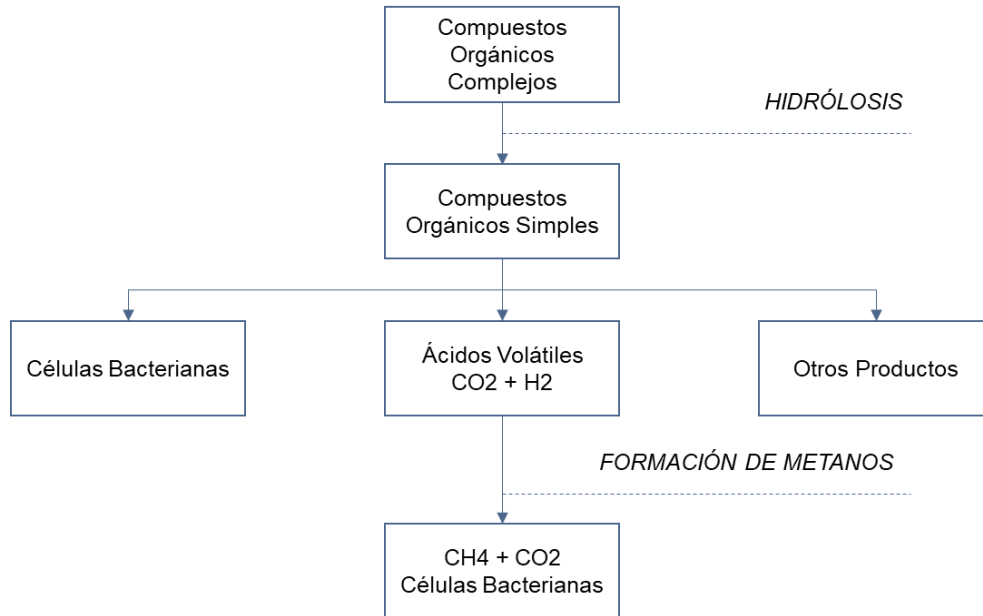 Compuestos
Orgánicos
Complejos
HIDRÓLOSIS
Compuestos
Orgánicos Simples
Células Bacterianas
Ácidos Volátiles
CO2 + H2
Otros Productos
FORMACIÓN DE METANOS
CH4 + CO2
Células Bacterianas